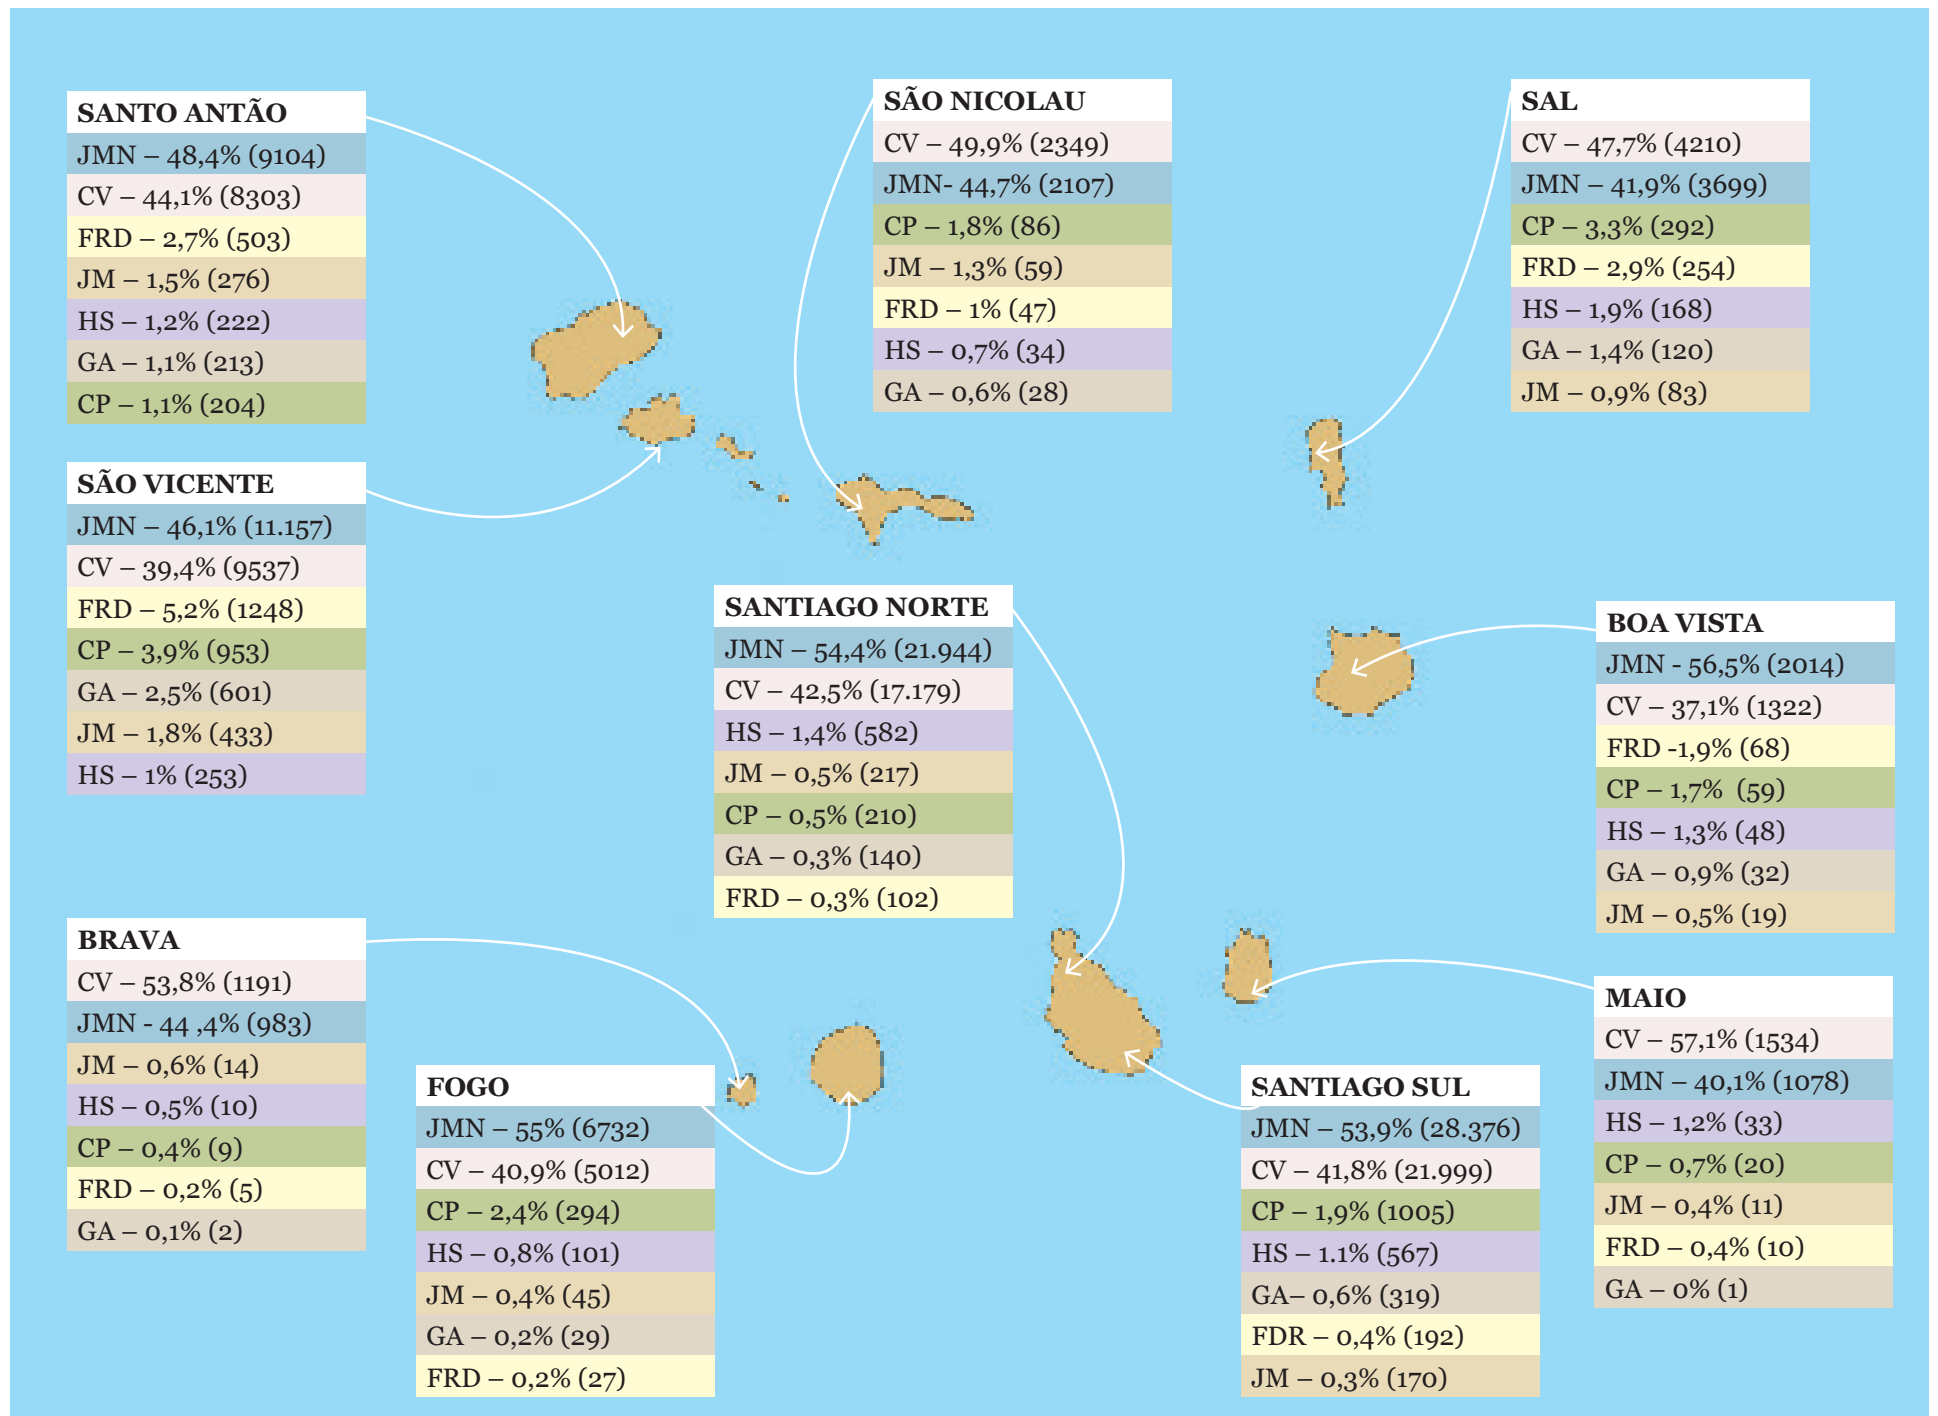 SANTO ANTÃO
JMN – 48,4% (9104)
CV – 44,1% (8303)
FRD – 2,7% (503)
JM – 1,5% (276)
HS – 1,2% (222)
GA – 1,1% (213)
CP – 1,1% (204)
SÃO NICOLAU
CV – 49,9% (2349)
JMN- 44,7% (2107)
CP – 1,8% (86)
JM – 1,3% (59)
FRD – 1% (47)
HS – 0,7% (34)
GA – 0,6% (28)
SAL
CV – 47,7% (4210)
JMN – 41,9% (3699)
CP – 3,3% (292)
FRD – 2,9% (254)
HS – 1,9% (168)
GA – 1,4% (120)
JM – 0,9% (83)
SÃO VICENTE
JMN – 46,1% (11.157)
CV – 39,4% (9537)
FRD – 5,2% (1248)
CP – 3,9% (953)
GA – 2,5% (601)
JM – 1,8% (433)
HS – 1% (253)
SANTIAGO NORTE
JMN – 54,4% (21.944)
CV – 42,5% (17.179)
HS – 1,4% (582)
JM – 0,5% (217)
CP – 0,5% (210)
GA – 0,3% (140)
FRD – 0,3% (102)
BOA VISTA
JMN - 56,5% (2014)
CV – 37,1% (1322)
FRD -1,9% (68)
CP – 1,7% (59)
HS – 1,3% (48)
GA – 0,9% (32)
JM – 0,5% (19)
BRAVA
CV – 53,8% (1191)
JMN - 44 ,4% (983)
JM – 0,6% (14)
HS – 0,5% (10)
CP – 0,4% (9)
FRD – 0,2% (5)
GA – 0,1% (2)
FOGO
JMN – 55% (6732)
CV – 40,9% (5012)
CP – 2,4% (294)
HS – 0,8% (101)
JM – 0,4% (45)
GA – 0,2% (29)
FRD – 0,2% (27)
SANTIAGO SUL
JMN – 53,9% (28.376)
CV – 41,8% (21.999)
CP – 1,9% (1005)
HS – 1.1% (567)
GA– 0,6% (319)
FDR – 0,4% (192)
JM – 0,3% (170)
MAIO
CV – 57,1% (1534)
JMN – 40,1% (1078)
HS – 1,2% (33)
CP – 0,7% (20)
JM – 0,4% (11)
FRD – 0,4% (10)
GA – 0% (1)